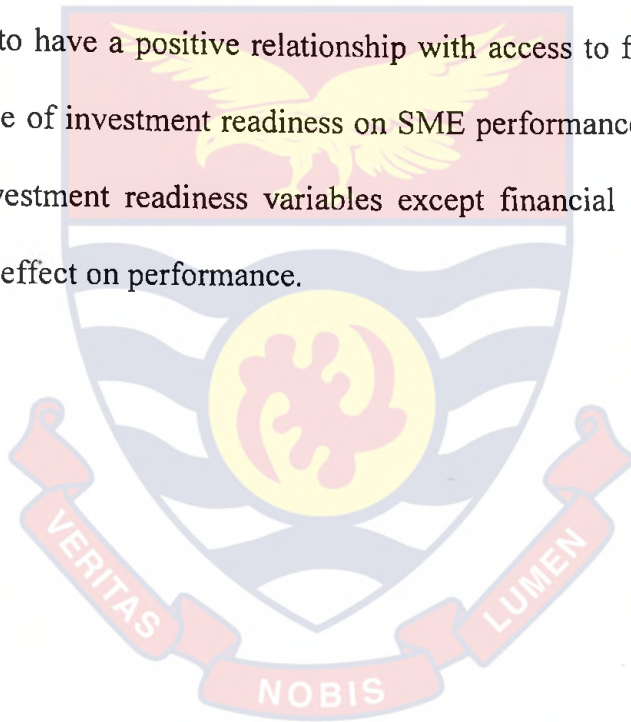 to have a positive relationship with access to
e of investment readiness on SME performance
vestment readiness variables except financial
effect on performance.
VERITAS
NOBIS
LUMEN